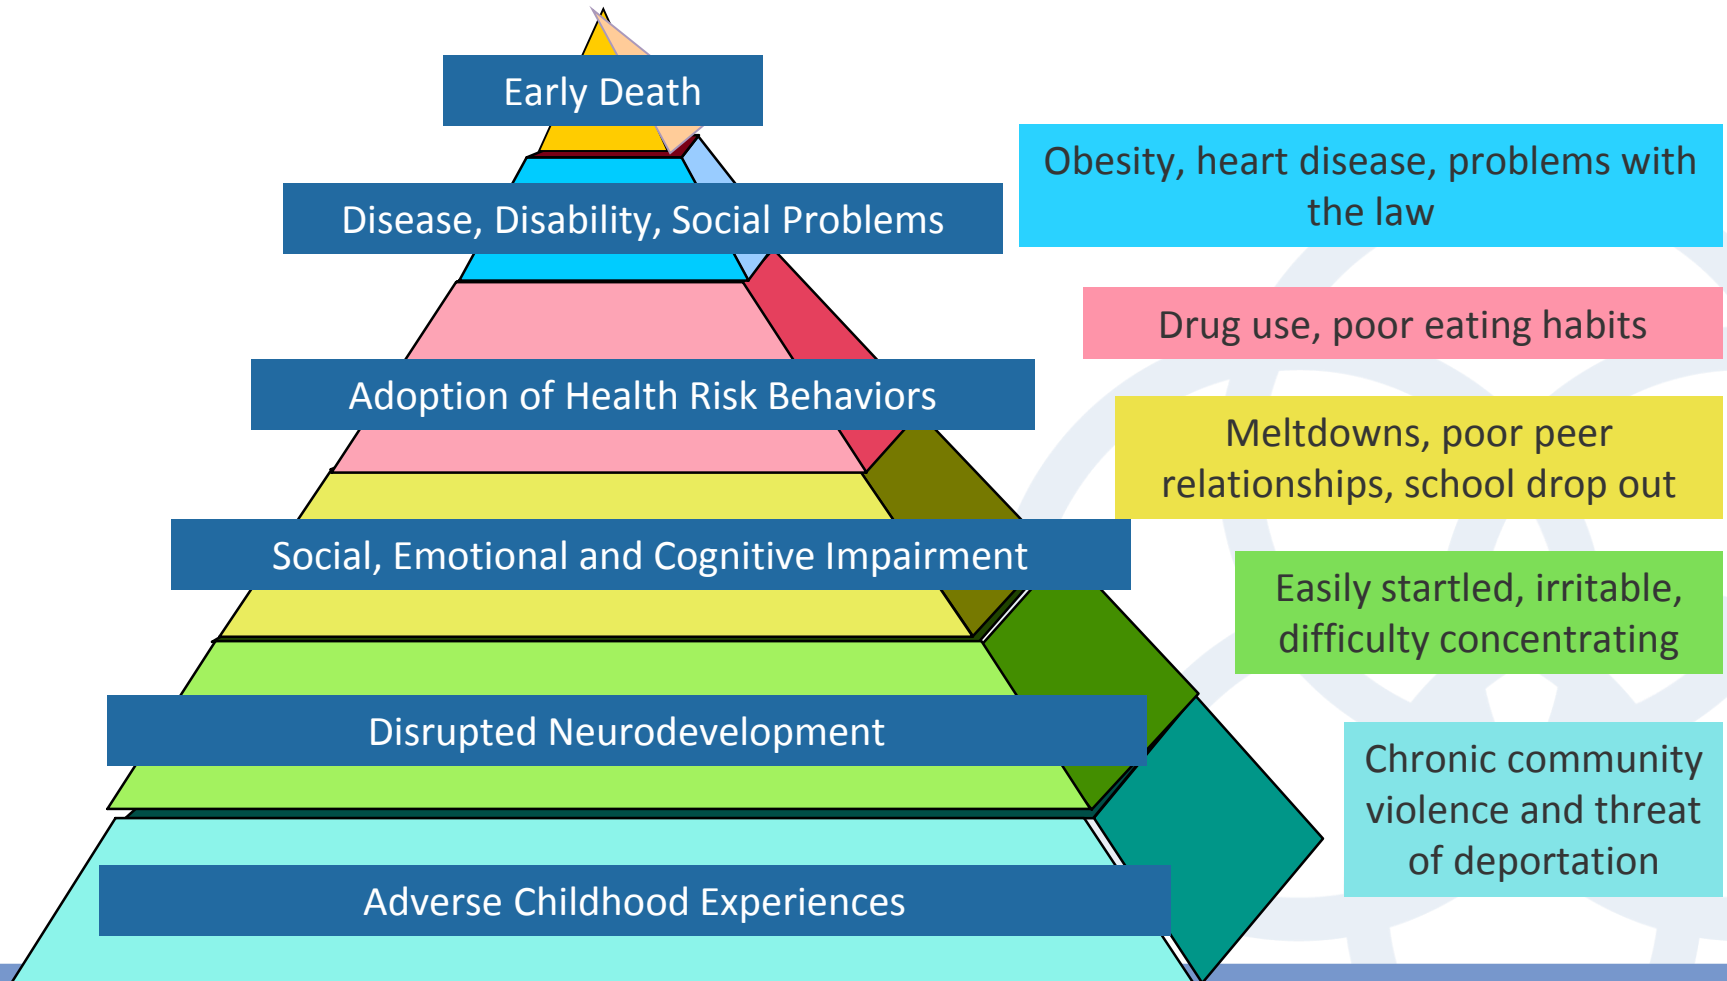 Early Death
Disease, Disability, Social Problems
Obesity, heart disease, problems with
the law
Adoption of Health Risk Behaviors
Drug use, poor eating habits
Social, Emotional and Cognitive Impairment
Meltdowns, poor peer
relationships, school drop out
Disrupted Neurodevelopment
Easily startled, irritable,
difficulty concentrating
Adverse Childhood Experiences
Chronic community
violence and threat
of deportation